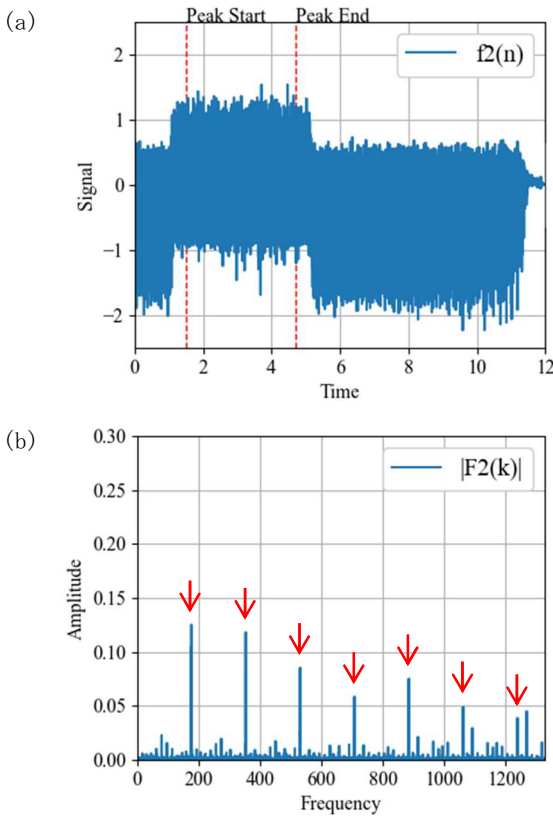 (a)
Peak Start Peak End
f2(n)
2
1
0
−1
−2
Signal
0 2 4 6 8 10 12
Time
(b)
|F2(k)|
0.30
0.25
0.20
0.15
0.10
0.05
0.00
Amplitude
0 200 400 600 800 1000 1200
Frequency